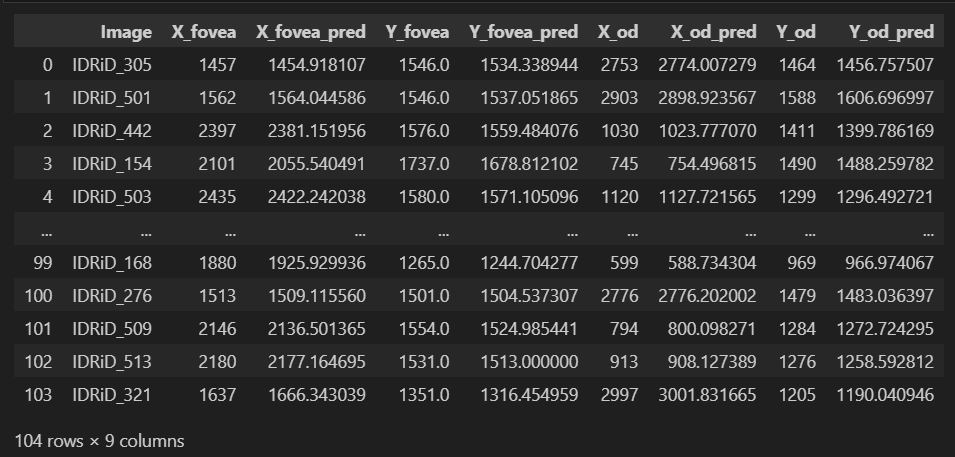 Image X_fovea X_fovea_pred Y_fovea Y_fovea_pred X_od X_od_pred Y_od Y_od_pred
0 IDRiD_305 1457 1454.918107 1546.0 1534.338944 2753 2774.007279 1464 1456.757507
1 IDRiD_501 1562 1564.044586 1546.0 1537.051865 2903 2898.923567 1588 1606.696997
2 IDRiD_442 2397 2381.151956 1576.0 1559.484076 1030 1023.777070 1411 1399.786169
3 IDRiD_154 2101 2055.540491 1737.0 1678.812102 745 754.496815 1490 1488.259782
4 IDRiD_503 2435 2422.242038 1580.0 1571.105096 1120 1127.721565 1299 1296.492721
... ... ... ... ... ... ... ... ... ...
99 IDRiD_168 1880 1925.929936 1265.0 1244.704277 599 588.734304 969 966.974067
100 IDRiD_276 1513 1509.115560 1501.0 1504.537307 2776 2776.202002 1479 1483.036397
101 IDRiD_509 2146 2136.501365 1554.0 1524.985441 794 800.098271 1284 1272.724295
102 IDRiD_513 2180 2177.164695 1531.0 1513.000000 913 908.127389 1276 1258.592812
103 IDRiD_321 1637 1666.343039 1351.0 1316.454959 2997 3001.831665 1205 1190.040946
104 rows × 9 columns